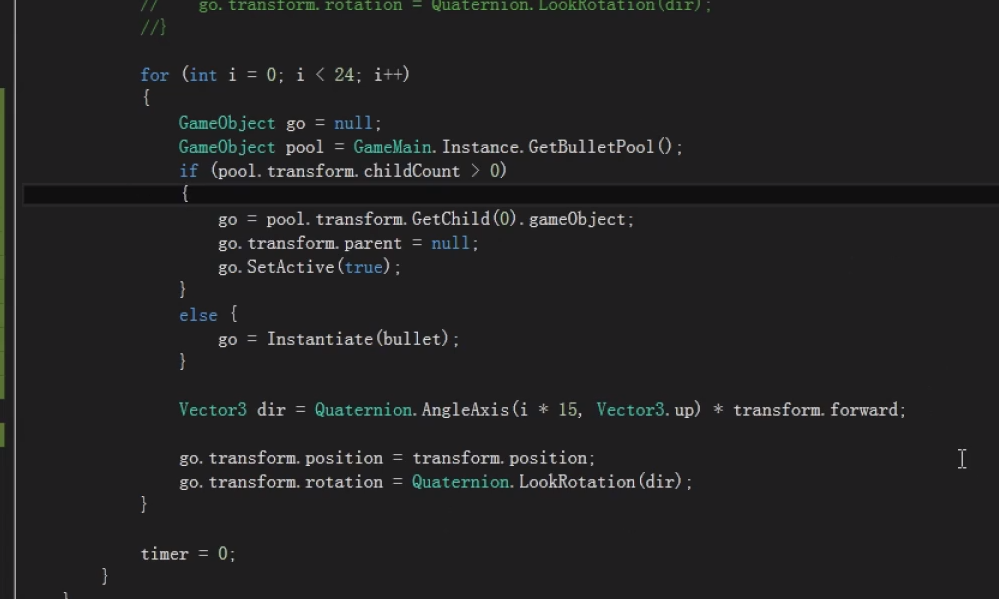 //    go.transform.rotation = Quaternion.LookRotation(dir);
//}
for (int i = 0; i < 24; i++)
{
GameObject go = null;
GameObject pool = GameMain.Instance.GetBulletPool();
if (pool.transform.childCount > 0)
{
go = pool.transform.GetChild(0).gameObject;
go.transform.parent = null;
go.SetActive(true);
}
else {
go = Instantiate(bullet);
}
Vector3 dir = Quaternion.AngleAxis(i * 15, Vector3.up) * transform.forward;
go.transform.position = transform.position;
go.transform.rotation = Quaternion.LookRotation(dir);
}
timer = 0;
}
}